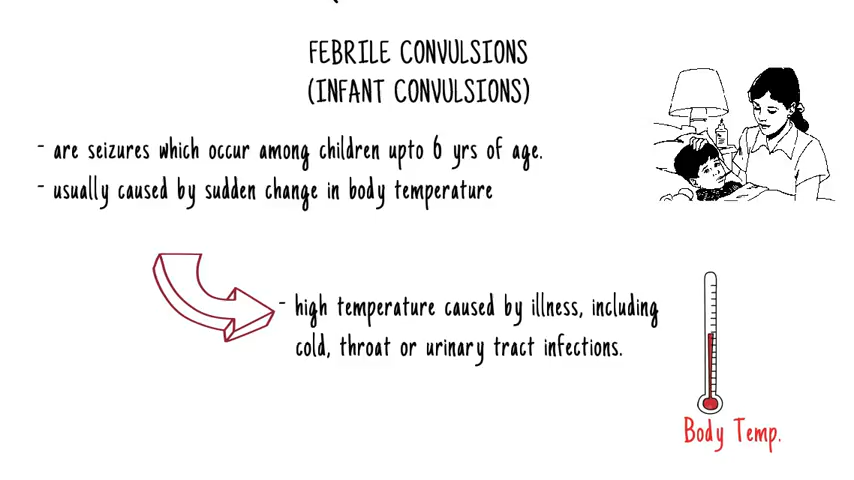 FEBRILE CONVULSIONS
(INFANT CONVULSIONS)
- are seizures which occur among children upto 6 yrs of age.
- usually caused by sudden change in body temperature
- high temperature caused by illness, including
cold, throat or urinary tract infections.
Body Temp.